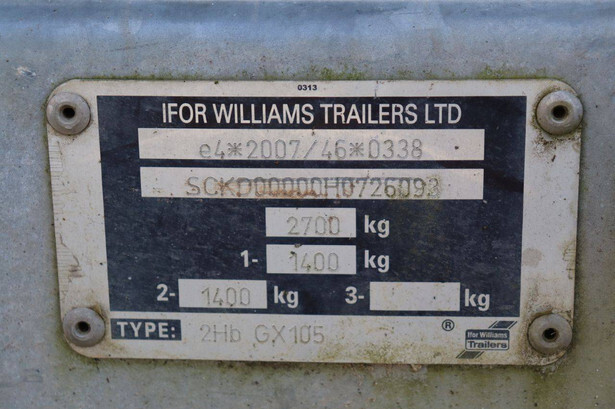 0313
IFOR WILLIAMS TRAILERS LTD
e4*2007/46*0338
SCKD00000H0726093
2700 kg
1- 1400 kg
2- 1400 kg 3- kg
TYPE: 2Hb GX105 ®
Ifor Williams
Trailers